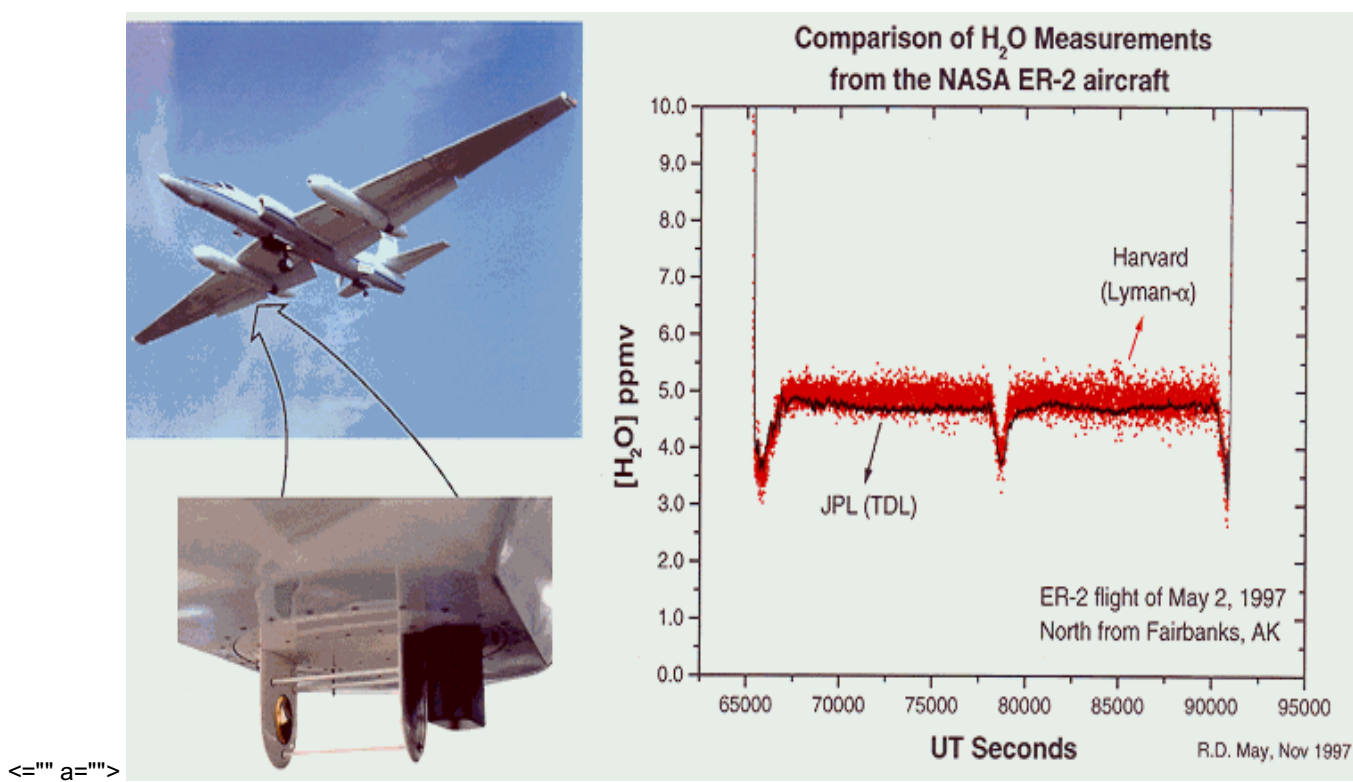 Comparison of H₂O Measurements
from the NASA ER-2 aircraft
10.0
9.0
8.0
7.0
6.0
5.0
4.0
3.0
2.0
1.0
0.0
[H₂O] ppmv
Harvard
(Lyman-α)
JPL (TDL)
ER-2 flight of May 2, 1997
North from Fairbanks, AK
65000 70000 75000 80000 85000 90000 95000
UT Seconds
R.D. May, Nov 1997
<="" a="">